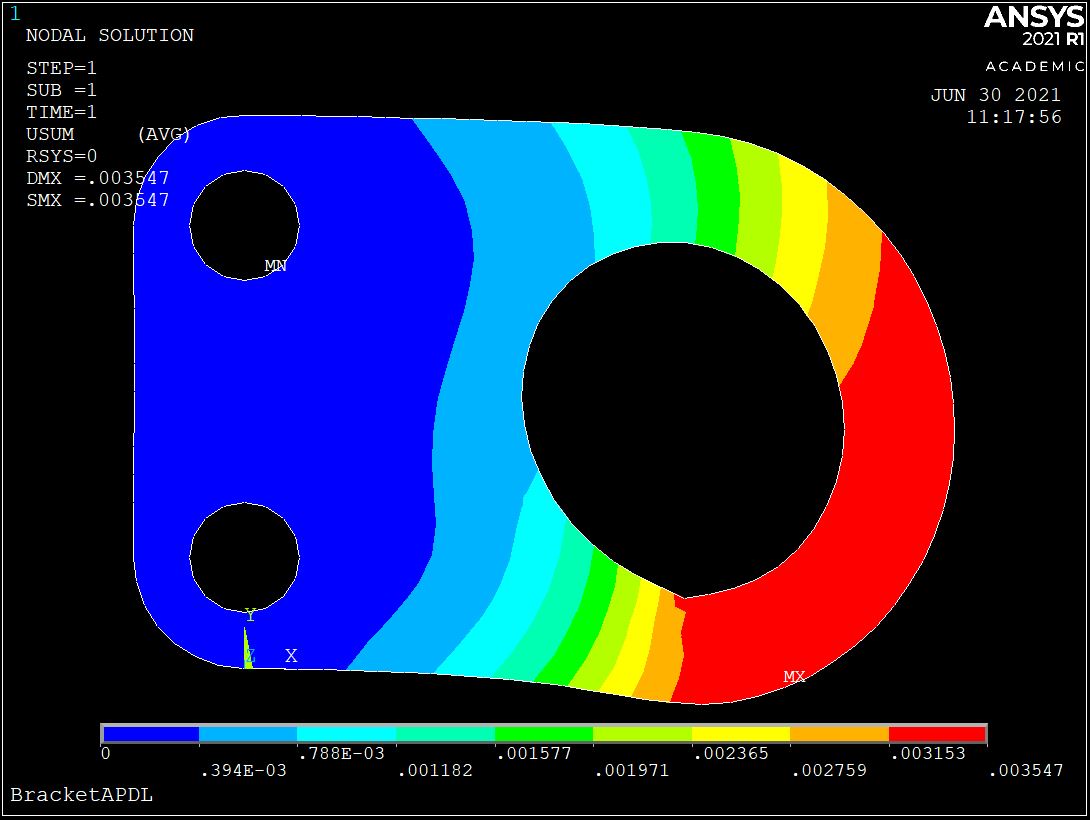 1
ANSYS
2021 R1
ACADEMIC
NODAL SOLUTION
STEP=1
SUB =1
TIME=1
USUM (AVG)
RSYS=0
DMX =.003547
SMX =.003547
JUN 30 2021
11:17:56
MN
Y
Z X
MX
0 .788E-03 .001577 .002365 .003153
.394E-03 .001182 .001971 .002759 .003547
BracketAPDL